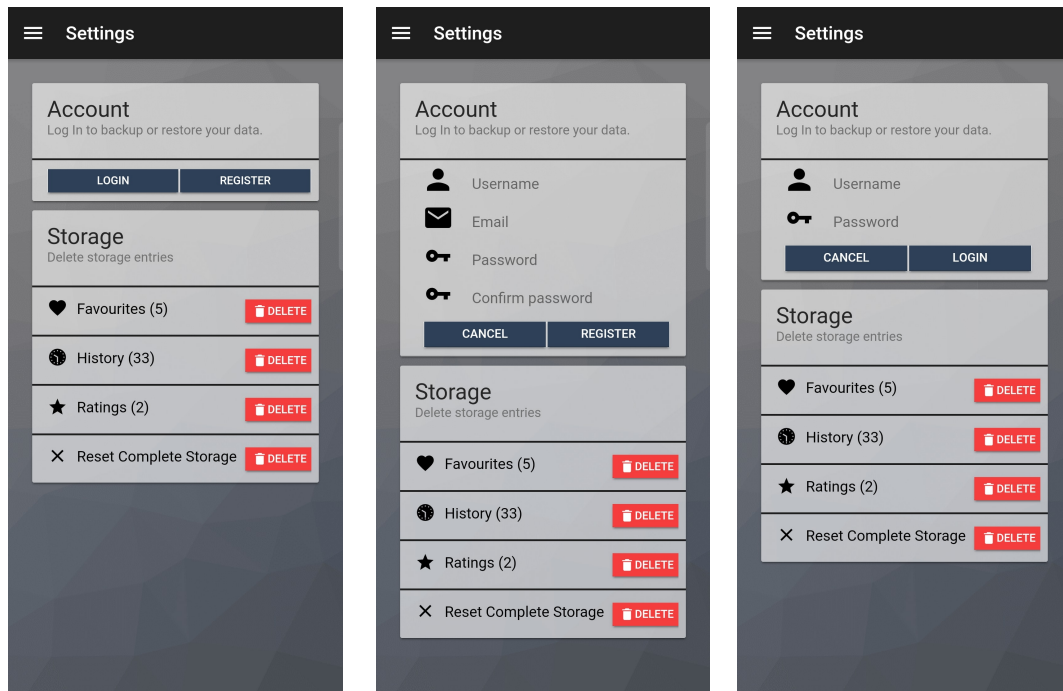 Settings
Account
Log In to backup or restore your data.
LOGIN REGISTER
Storage
Delete storage entries
Favourites (5) DELETE
History (33) DELETE
Ratings (2) DELETE
Reset Complete Storage DELETE
Settings
Account
Log In to backup or restore your data.
Username
Email
Password
Confirm password
CANCEL REGISTER
Storage
Delete storage entries
Favourites (5) DELETE
History (33) DELETE
Ratings (2) DELETE
Reset Complete Storage DELETE
Settings
Account
Log In to backup or restore your data.
Username
Password
CANCEL LOGIN
Storage
Delete storage entries
Favourites (5) DELETE
History (33) DELETE
Ratings (2) DELETE
Reset Complete Storage DELETE